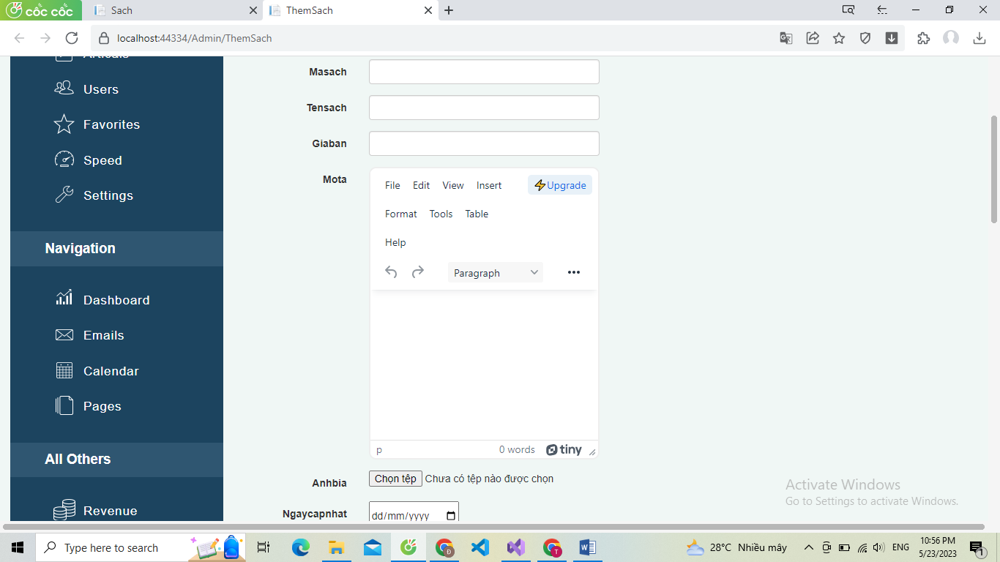 cốc cốc
Sach
ThemSach
localhost:44334/Admin/ThemSach
Articals
Users
Favorites
Speed
Settings
Navigation
Dashboard
Emails
Calendar
Pages
All Others
Revenue
Masach
Tensach
Giaban
Mota
File Edit View Insert ⚡Upgrade
Format Tools Table
Help
Paragraph
p 0 words tiny
Anhbia Chọn tệp Chưa có tệp nào được chọn
Ngaycapnhat dd/mm/yyyy
Activate Windows
Go to Settings to activate Windows.
Type here to search
28°C Nhiều mây
ENG
10:56 PM
5/23/2023
1